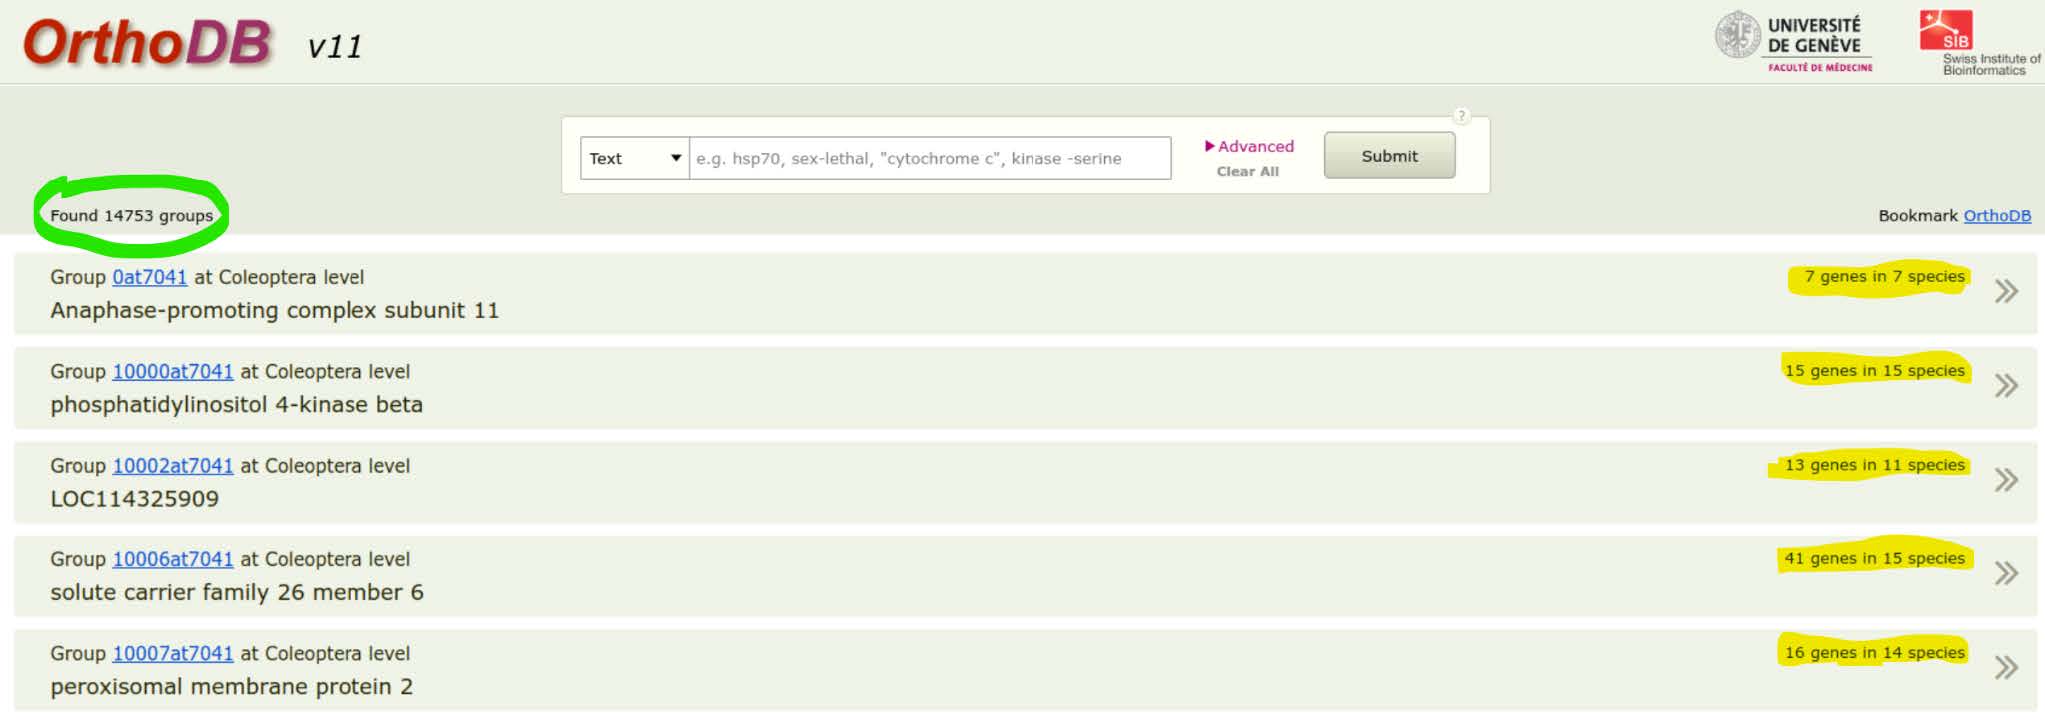 OrthoDB v11
UNIVERSITÉ
DE GENÈVE
FACULTÉ DE MÉDECINE
SIB
Swiss Institute of
Bioinformatics
?
Text e.g. hsp70, sex-lethal, "cytochrome c", kinase -serine Advanced Submit
Clear All
Found 14753 groups Bookmark OrthoDB
Group 0at7041 at Coleoptera level 7 genes in 7 species
Anaphase-promoting complex subunit 11
Group 10000at7041 at Coleoptera level 15 genes in 15 species
phosphatidylinositol 4-kinase beta
Group 10002at7041 at Coleoptera level 13 genes in 11 species
LOC114325909
Group 10006at7041 at Coleoptera level 41 genes in 15 species
solute carrier family 26 member 6
Group 10007at7041 at Coleoptera level 16 genes in 14 species
peroxisomal membrane protein 2